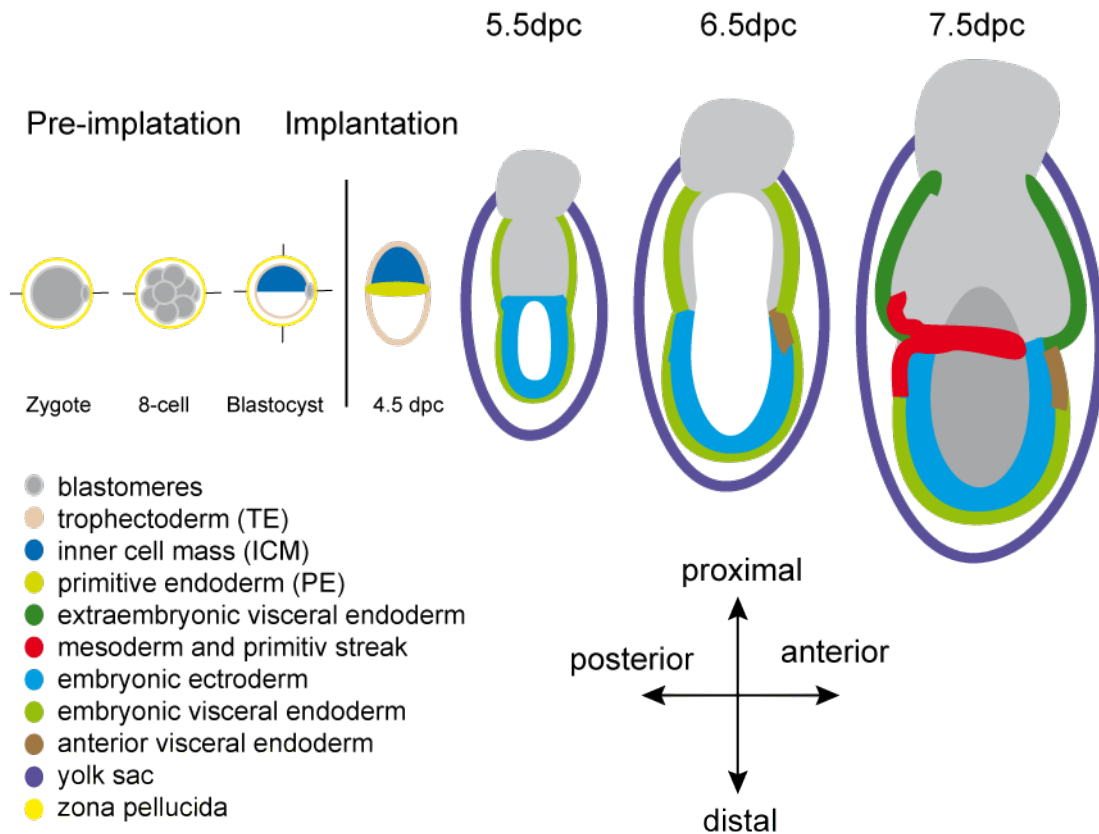 5.5dpc
6.5dpc
7.5dpc
Pre-implatation
Implantation
Zygote
8-cell
Blastocyst
4.5 dpc
blastomeres
trophectoderm (TE)
inner cell mass (ICM)
primitive endoderm (PE)
extraembryonic visceral endoderm
mesoderm and primitiv streak
embryonic ectroderm
embryonic visceral endoderm
anterior visceral endoderm
yolk sac
zona pellucida
proximal
posterior
anterior
distal